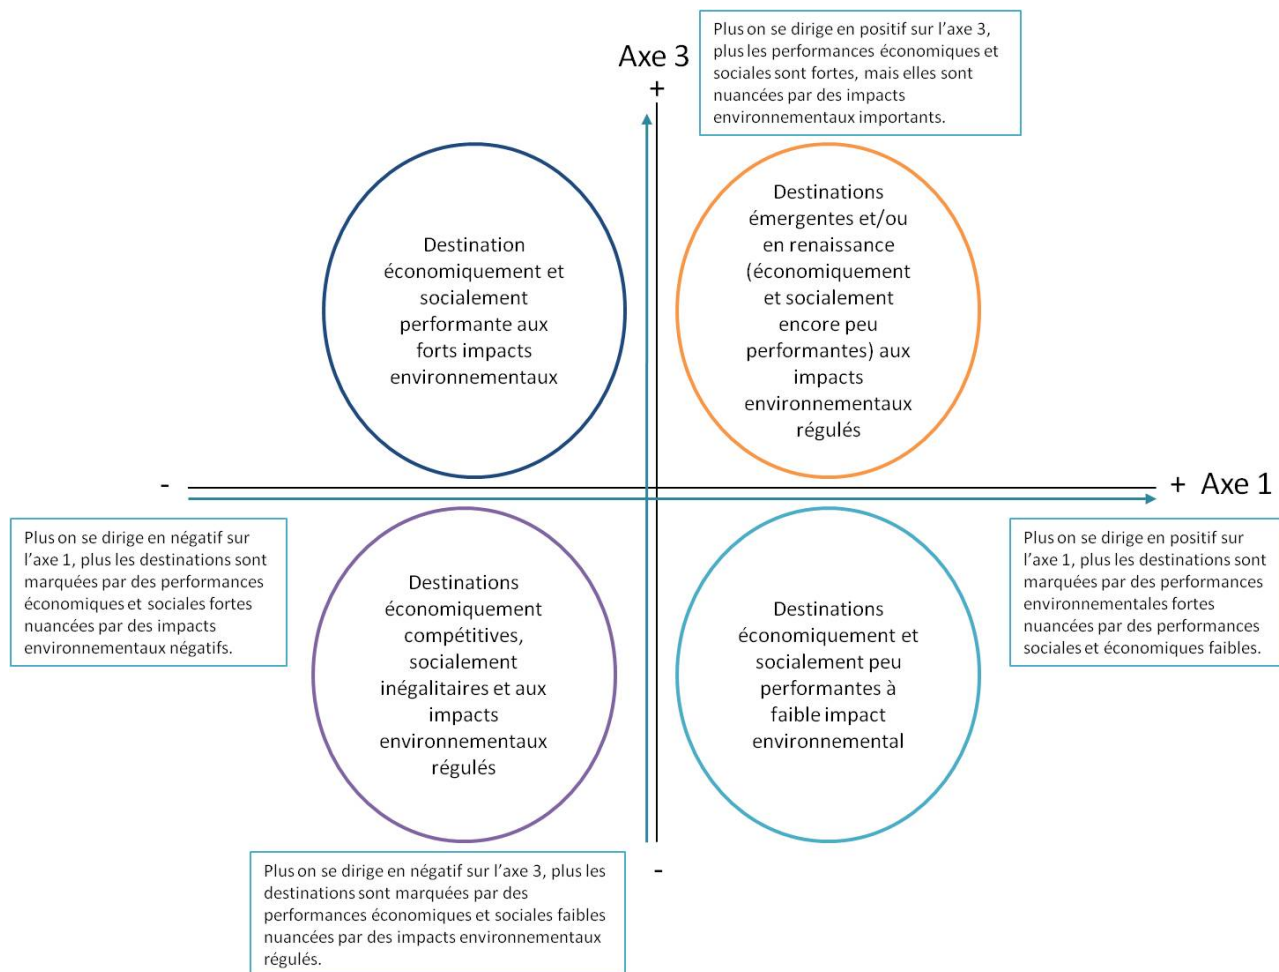 Plus on se dirige en positif sur l'axe 3,
plus les performances économiques et
sociales sont fortes, mais elles sont
nuancées par des impacts
environnementaux importants.
Axe 3
+
Destination
économiquement et
socialement
performante aux
forts impacts
environnementaux
Destinations
émergentes et/ou
en renaissance
(économiquement
et socialement
encore peu
performantes) aux
impacts
environnementaux
régulés
-
+ Axe 1
Plus on se dirige en négatif sur
l'axe 1, plus les destinations sont
marquées par des performances
économiques et sociales fortes
nuancées par des impacts
environnementaux négatifs.
Destinations
économiquement
compétitives,
socialement
inégalitaires et aux
impacts
environnementaux
régulés
Destinations
économiquement et
socialement peu
performantes à
faible impact
environnemental
Plus on se dirige en positif sur
l'axe 1, plus les destinations sont
marquées par des performances
environnementales fortes
nuancées par des performances
sociales et économiques faibles.
Plus on se dirige en négatif sur l'axe 3, plus les
destinations sont marquées par des
performances économiques et sociales faibles
nuancées par des impacts environnementaux
régulés.
-